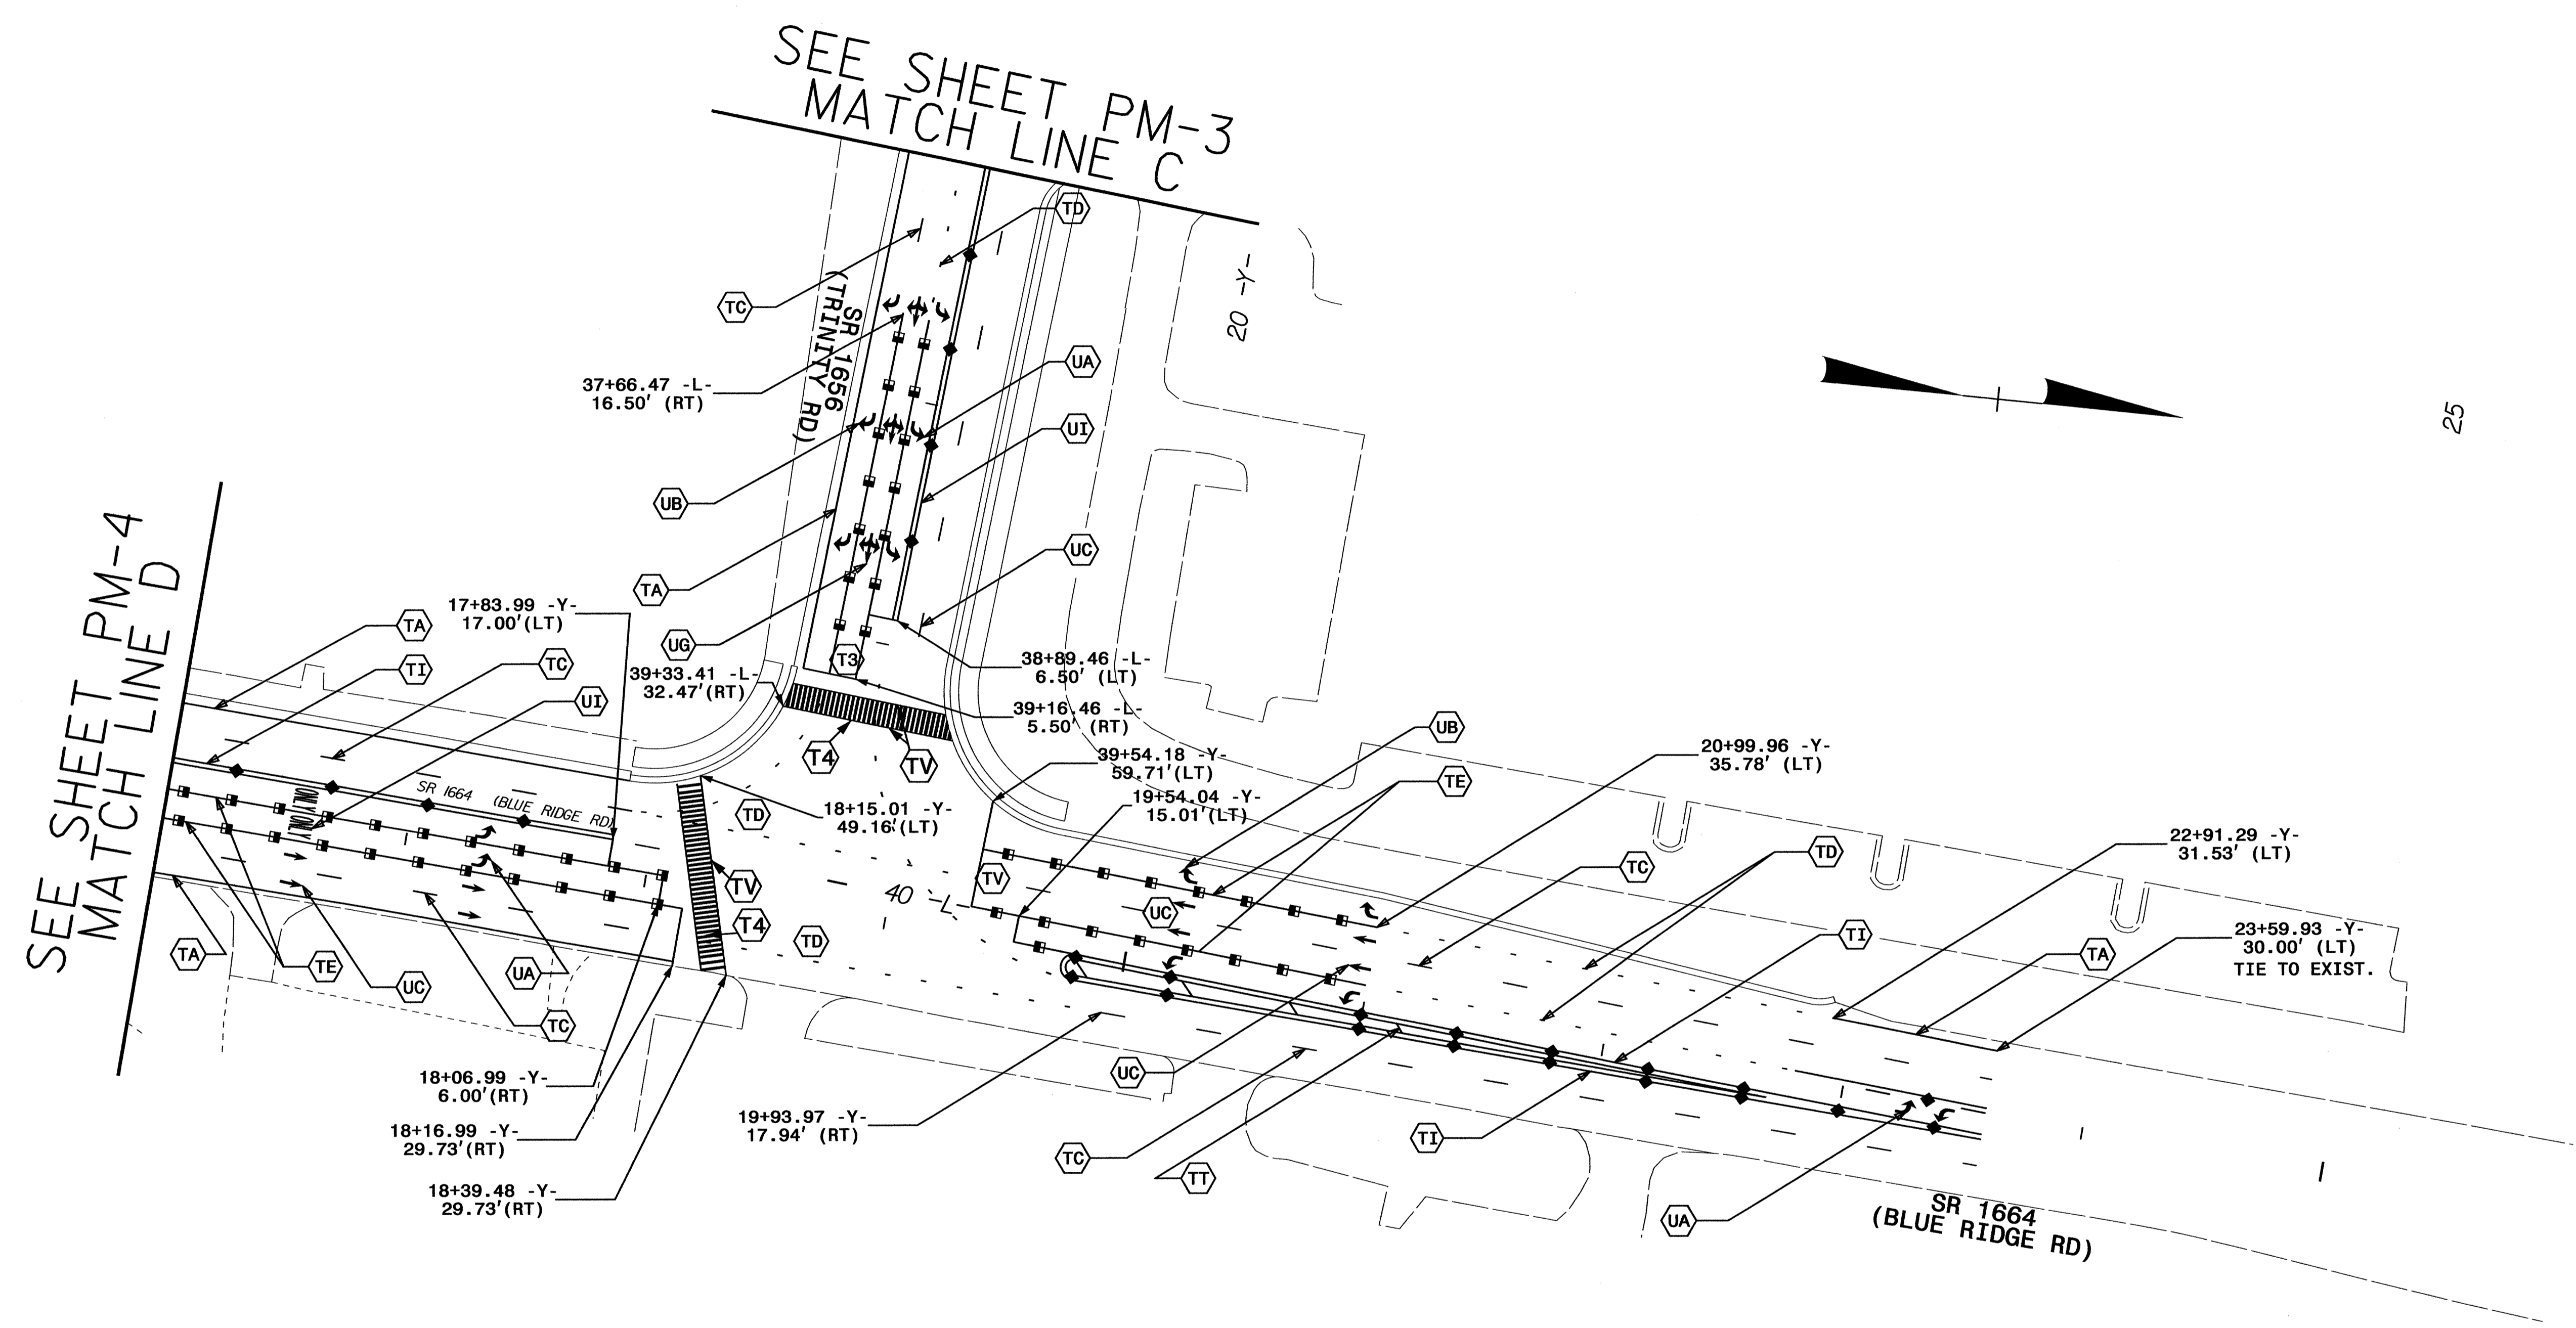 SEE SHEET PM-3
MATCH LINE C
TD
TC
20 -Y-
25
SR 1656
(TRINITY RD)
37+66.47 -L-
16.50' (RT)
UA
UI
UB
UC
TA
UG
T3
SEE SHEET PM-4
MATCH LINE D
TA
17+83.99 -Y-
17.00'(LT)
TI
TC
UI
39+33.41 -L-
32.47'(RT)
38+89.46 -L-
6.50' (LT)
39+16.46 -L-
5.50' (RT)
T4
TV
39+54.18 -Y-
59.71'(LT)
19+54.04 -Y-
15.01'(LT)
18+15.01 -Y-
49.16'(LT)
TD
UB
TE
20+99.96 -Y-
35.78' (LT)
SR 1664 (BLUE RIDGE RD)
ONLY ONLY
TV
T4
TD
40 -L-
TV
UC
TC
TD
22+91.29 -Y-
31.53' (LT)
TI
TA
23+59.93 -Y-
30.00' (LT)
TIE TO EXIST.
TA
TE
UC
UA
TC
18+06.99 -Y-
6.00'(RT)
18+16.99 -Y-
29.73'(RT)
18+39.48 -Y-
29.73'(RT)
19+93.97 -Y-
17.94' (RT)
UC
TC
TT
TI
UA
SR 1664
(BLUE RIDGE RD)